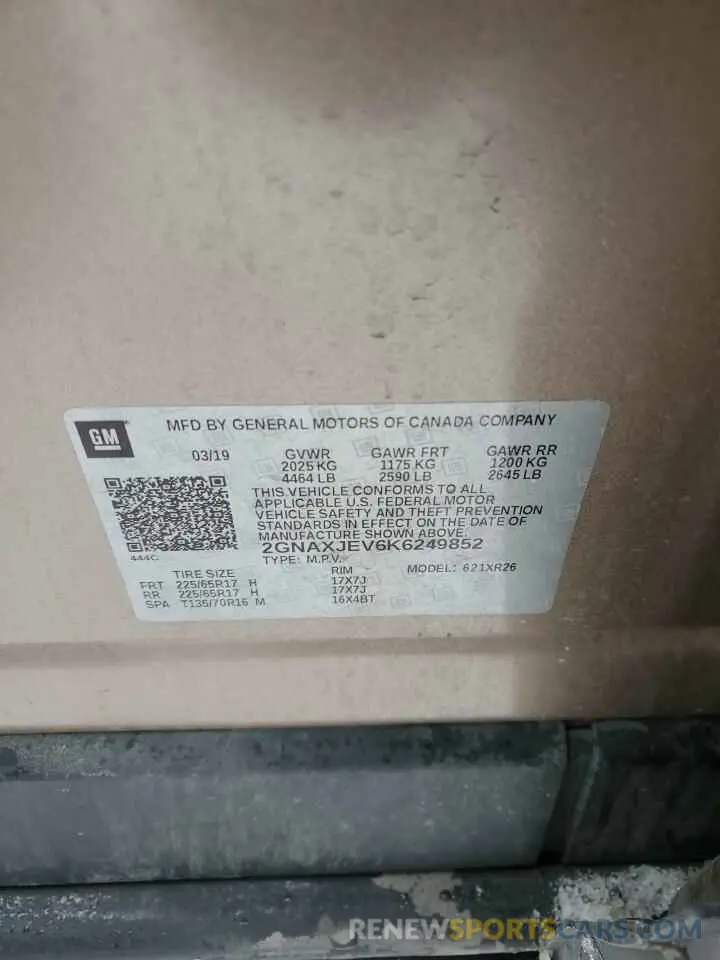 GM
MFD BY GENERAL MOTORS OF CANADA COMPANY
03/19 GVWR GAWR FRT GAWR RR
2025 KG 1175 KG 1200 KG
4464 LB 2590 LB 2645 LB
THIS VEHICLE CONFORMS TO ALL
APPLICABLE U.S. FEDERAL MOTOR
VEHICLE SAFETY AND THEFT PREVENTION
STANDARDS IN EFFECT ON THE DATE OF
MANUFACTURE SHOWN ABOVE.
444C
2GNAXJEV6K6249852
TYPE: M.P.V. MODEL: 621XR26
TIRE SIZE RIM
FRT 225/65R17 H 17X7J
RR 225/65R17 H 17X7J
SPA T135/70R16 M 16X4BT
RENEWSPORTSCARS.COM